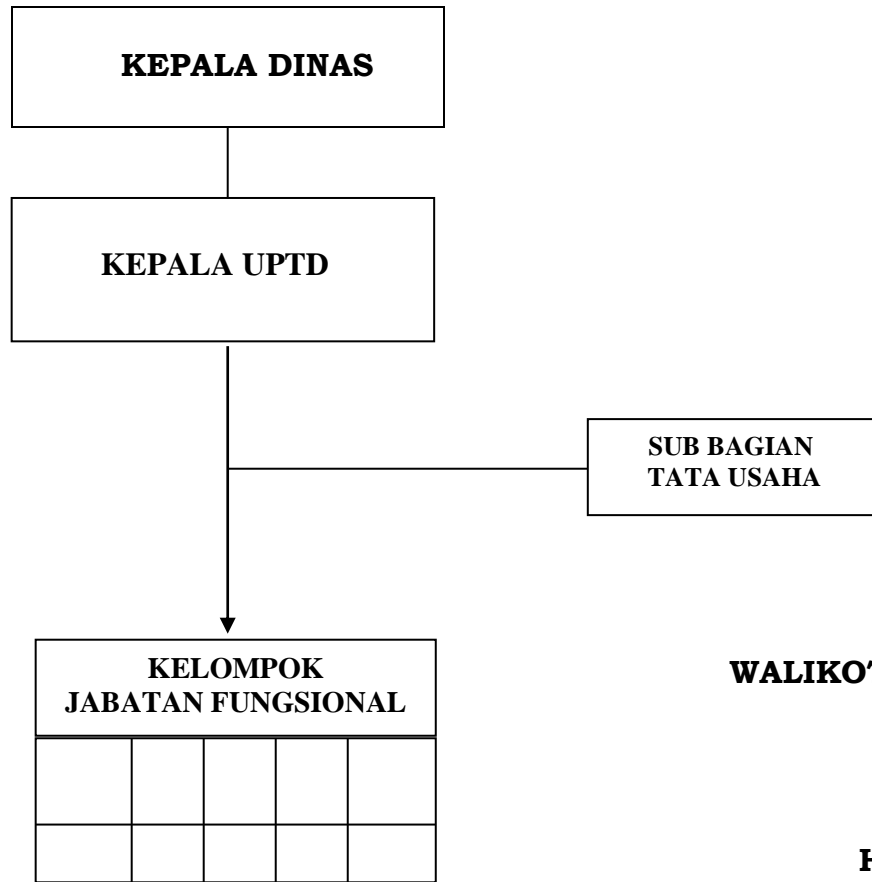 KEPALA DINAS
KEPALA UPTD
SUB BAGIAN
TATA USAHA
KELOMPOK
JABATAN FUNGSIONAL